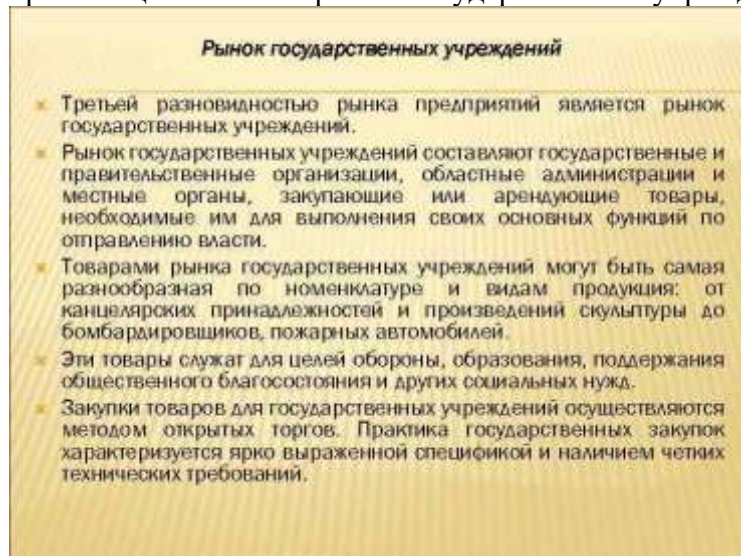 Рынок государственных учреждений
Третьей разновидностью рынка предприятий является рынок
государственных учреждений.
Рынок государственных учреждений составляют государственные и
правительственные организации, областные администрации и
местные органы, закупающие или арендующие товары,
необходимые им для выполнения своих основных функций по
отправлению власти.
Товарами рынка государственных учреждений могут быть самая
разнообразная по номенклатуре и видам продукция: от
канцелярских принадлежностей и произведений скульптуры до
бомбардировщиков, пожарных автомобилей.
Эти товары служат для целей обороны, образования, поддержания
общественного благосостояния и других социальных нужд.
Закупки товаров для государственных учреждений осуществляются
методом открытых торгов. Практика государственных закупок
характеризуется ярко выраженной спецификой и наличием четких
технических требований.